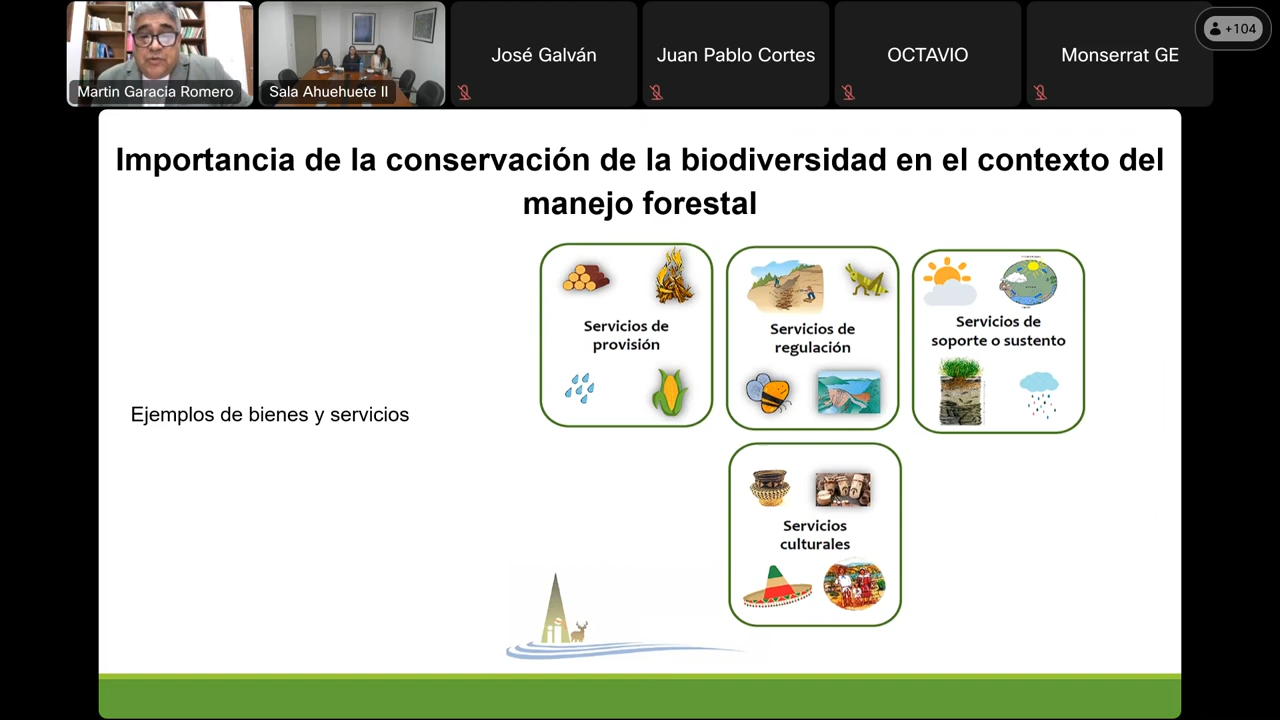 Martin Garacia Romero
Sala Ahuehuete II
José Galván
Juan Pablo Cortes
OCTAVIO
Monserrat GE
+104
Importancia de la conservación de la biodiversidad en el contexto del
manejo forestal
Servicios de
provisión
Servicios de
regulación
Servicios de
soporte o sustento
Ejemplos de bienes y servicios
Servicios
culturales